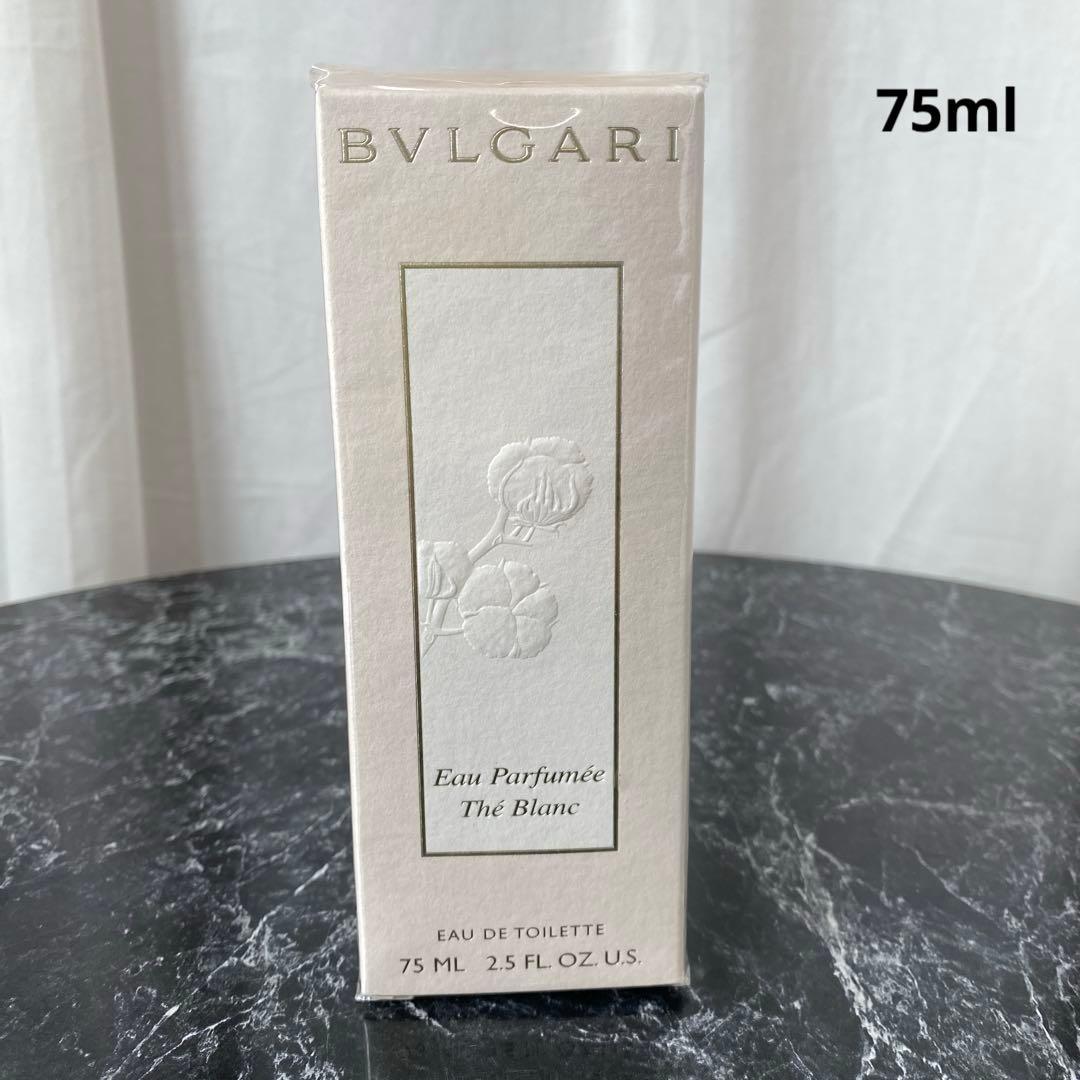 75ml
BVLGARI
Eau Parfumée
Thé Blanc
EAU DE TOILETTE
75 ML 2.5 FL. OZ. U.S.